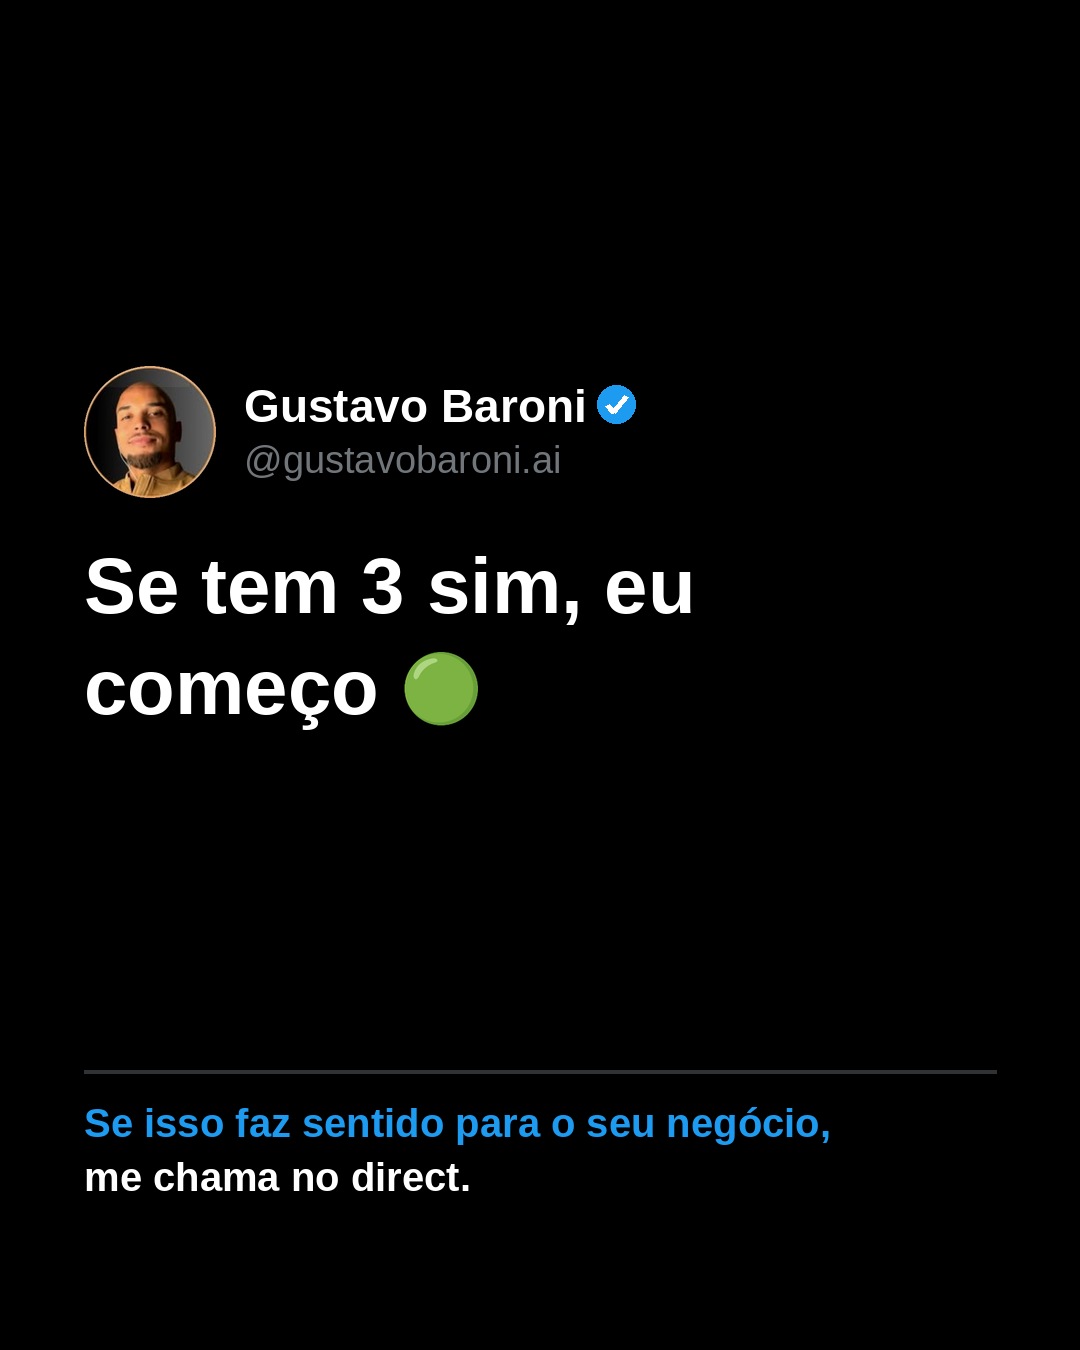 Gustavo Baroni
@gustavobaroni.ai
Se tem 3 sim, eu
começo 🟢
Se isso faz sentido para o seu negócio,
me chama no direct.